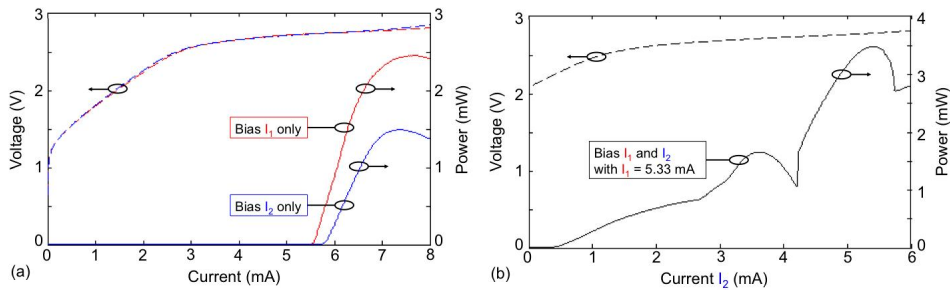 3
2
1
0
Voltage (V)
0 1 2 3 4 5 6 7 8
Current (mA)
3
2
1
0
Power (mW)
Bias I1 only
Bias I2 only
(a)
3
2
1
0
Voltage (V)
0 1 2 3 4 5 6
Current I2 (mA)
4
3
2
1
0
Power (mW)
Bias I1 and I2
with I1 = 5.33 mA
(b)